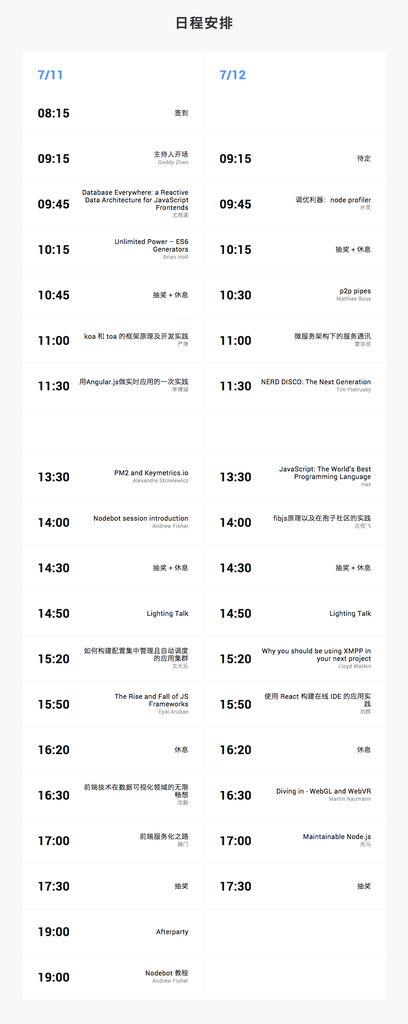 日程安排
7/11
08:15
签到
09:15
主持人开场
Goddy Zhao
09:45
Database Everywhere: a Reactive
Data Architecture for JavaScript
Frontends
尤雨溪
10:15
Unlimited Power – ES6
Generators
Brian Holt
10:45
抽奖 + 休息
11:00
koa 和 toa 的框架原理及开发实践
严清
11:30
用Angular.js做实时应用的一次实践
13:30
PM2 and Keymetrics.io
Alexandre Strzelewicz
14:00
Nodebot session introduction
Andrew Fisher
14:30
抽奖 + 休息
14:50
Lighting Talk
15:20
如何构建配置集中管理且自动调度
的应用集群
文天乐
15:50
The Rise and Fall of JS
Frameworks
Eyal Arubas
16:20
休息
16:30
前端技术在数据可视化领域的无限
畅想
沈毅
17:00
前端服务化之路
赫门
17:30
抽奖
19:00
Afterparty
19:00
Nodebot 教程
Andrew Fisher
7/12
09:15
待定
09:45
调优利器：node profiler
朴灵
10:15
抽奖 + 休息
10:30
p2p pipes
Mathias Buus
11:00
微服务架构下的服务通讯
雷宗民
11:30
NERD DISCO: The Next Generation
Tim Pietrusky
13:30
JavaScript: The World's Best
Programming Language
Hax
14:00
fibjs原理以及在孢子社区的实践
庄恒飞
14:30
抽奖 + 休息
14:50
Lighting Talk
15:20
Why you should be using XMPP in
your next project
Lloyd Watkin
15:50
使用 React 构建在线 IDE 的应用实
践
刘辉
16:20
休息
16:30
Diving in - WebGL and WebVR
Martin Naumann
17:00
Maintainable Node.js
死马
17:30
抽奖